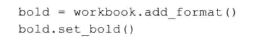 bold = workbook.add_format()
bold.set_bold()